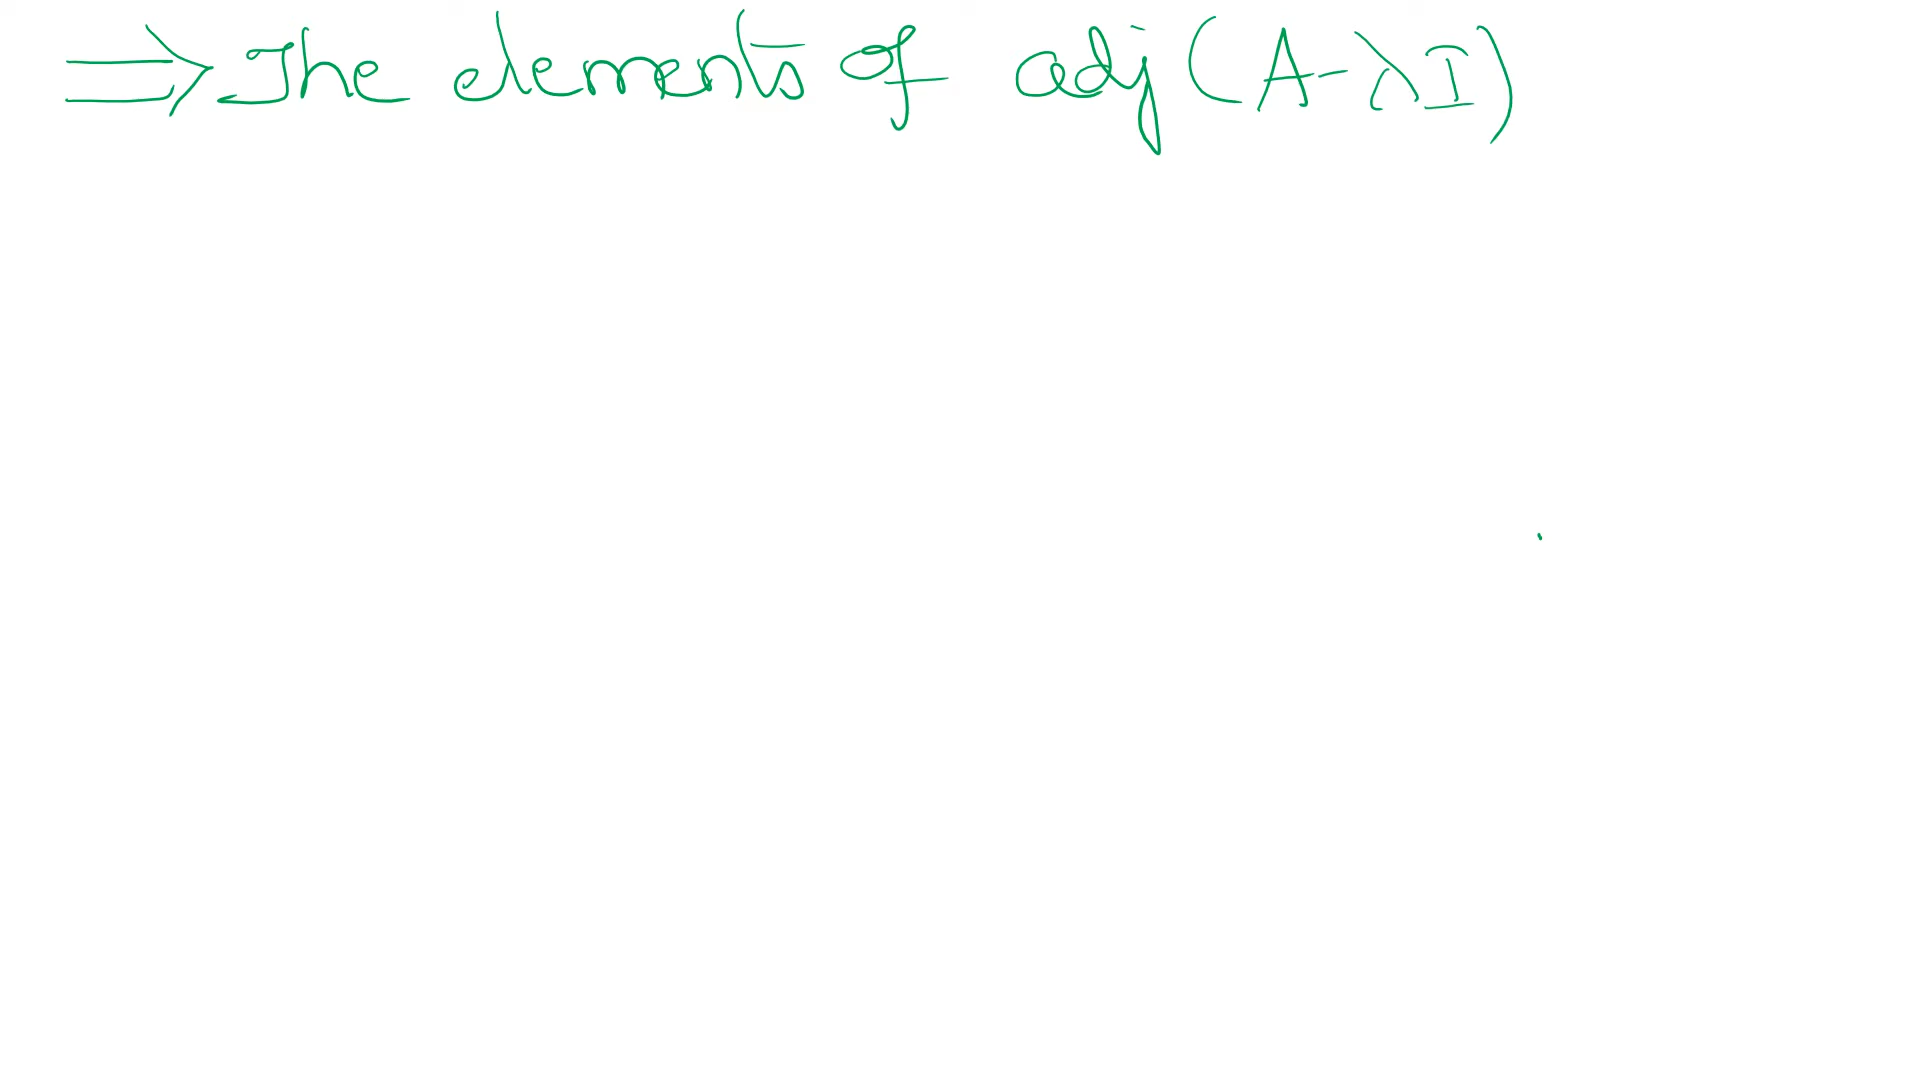 ⇒ The elements of adj(A-λI)